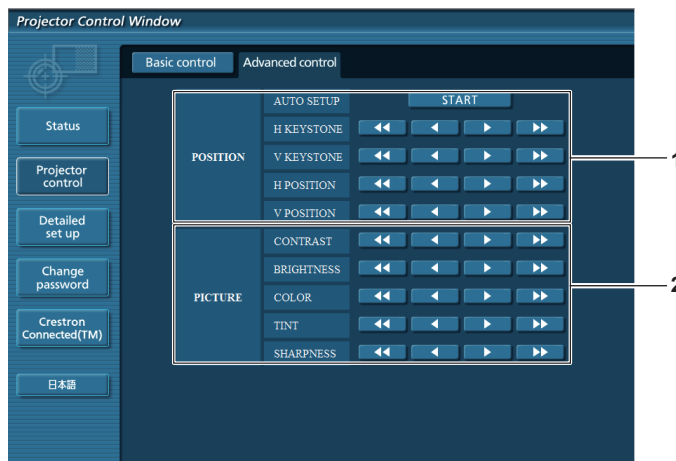 Projector Control Window
Basic control
Advanced control
Status
Projector
control
Detailed
set up
Change
password
Crestron
Connected(TM)
日本語
POSITION
AUTO SETUP
START
H KEYSTONE
V KEYSTONE
H POSITION
V POSITION
1
PICTURE
CONTRAST
BRIGHTNESS
COLOR
TINT
SHARPNESS
2